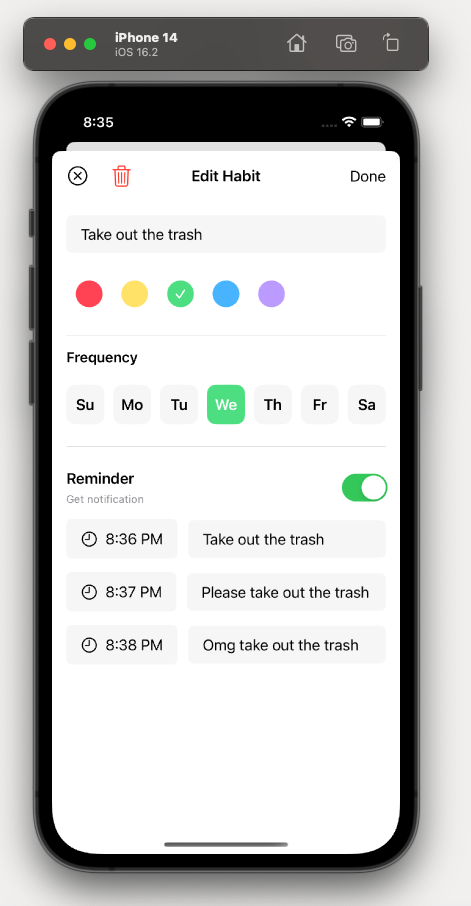 iPhone 14
iOS 16.2
8:35
Edit Habit Done
Take out the trash
Frequency
Su Mo Tu We Th Fr Sa
Reminder
Get notification
8:36 PM Take out the trash
8:37 PM Please take out the trash
8:38 PM Omg take out the trash